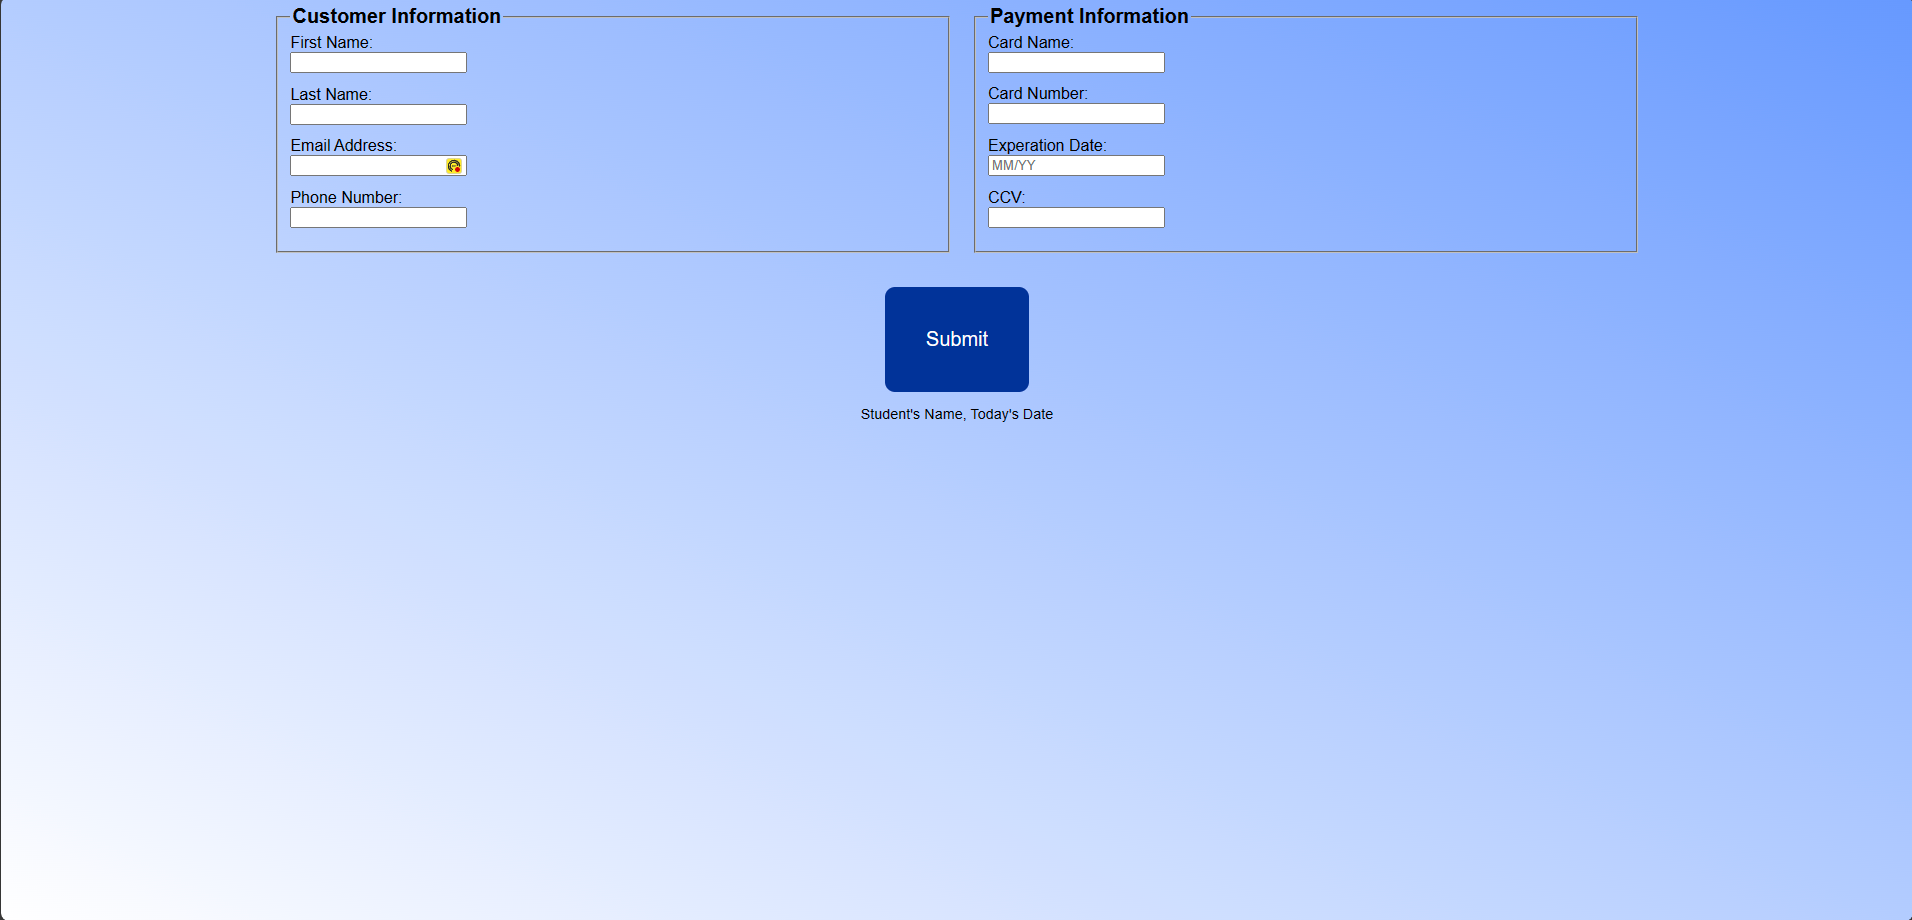 Customer Information
First Name:
Last Name:
Email Address:
Phone Number:
Payment Information
Card Name:
Card Number:
Experation Date:
MM/YY
CCV:
Submit
Student's Name, Today's Date